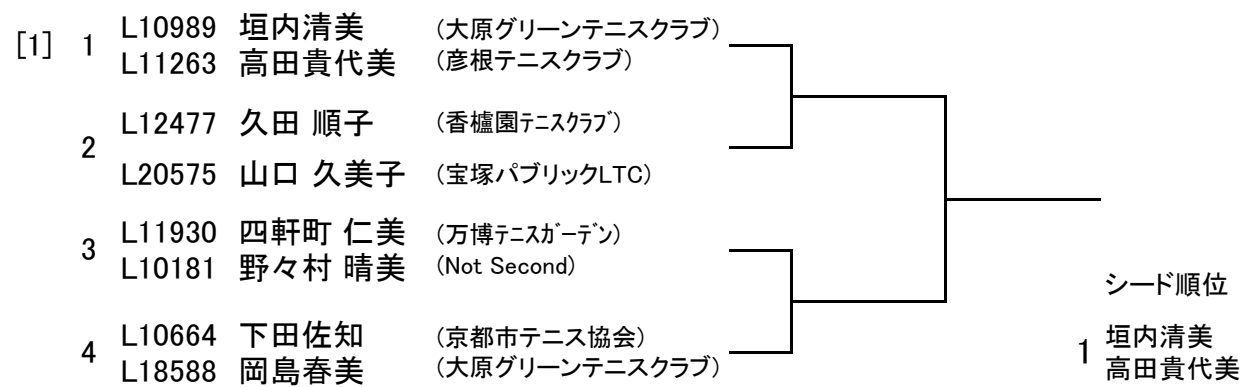 [1] 1 L10989 垣内清美 (大原グリーンテニスクラブ)
L11263 高田貴代美 (彦根テニスクラブ)
2 L12477 久田 順子 (香櫨園ﾃﾆｽｸﾗﾌﾞ)
L20575 山口 久美子 (宝塚パブリックLTC)
3 L11930 四軒町 仁美 (万博ﾃﾆｽｶﾞｰﾃﾞﾝ)
L10181 野々村 晴美 (Not Second)
4 L10664 下田佐知 (京都市テニス協会)
L18588 岡島春美 (大原グリーンテニスクラブ)
シード順位
1 垣内清美
高田貴代美